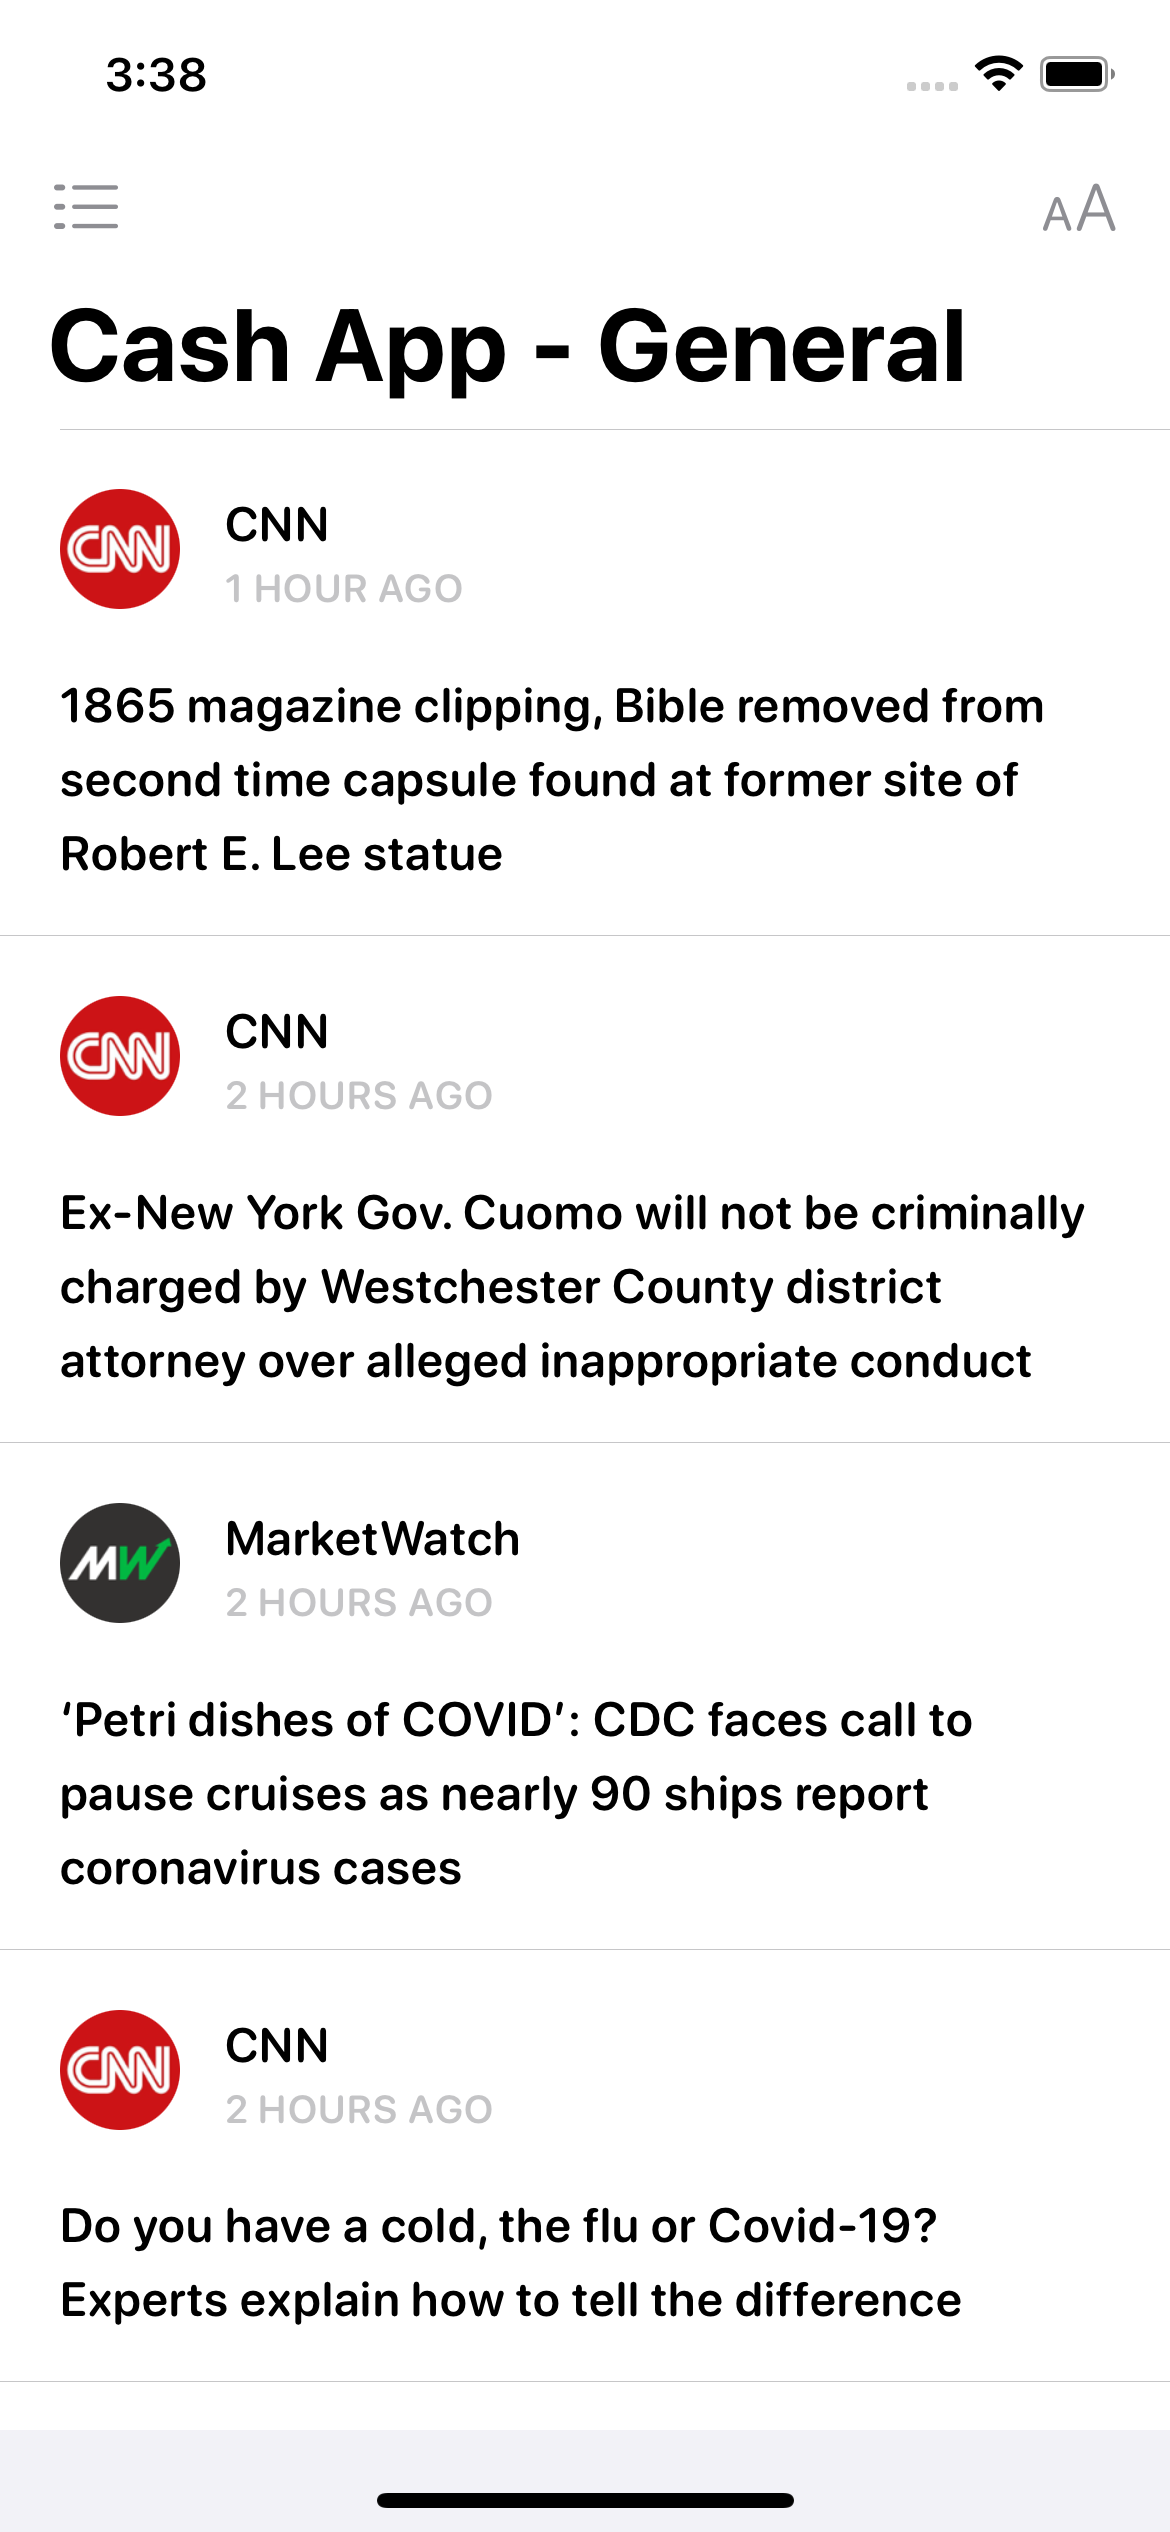 3:38
AA
Cash App - General
CNN
CNN
1 HOUR AGO
1865 magazine clipping, Bible removed from
second time capsule found at former site of
Robert E. Lee statue
CNN
CNN
2 HOURS AGO
Ex-New York Gov. Cuomo will not be criminally
charged by Westchester County district
attorney over alleged inappropriate conduct
MW
MarketWatch
2 HOURS AGO
‘Petri dishes of COVID’: CDC faces call to
pause cruises as nearly 90 ships report
coronavirus cases
CNN
CNN
2 HOURS AGO
Do you have a cold, the flu or Covid-19?
Experts explain how to tell the difference